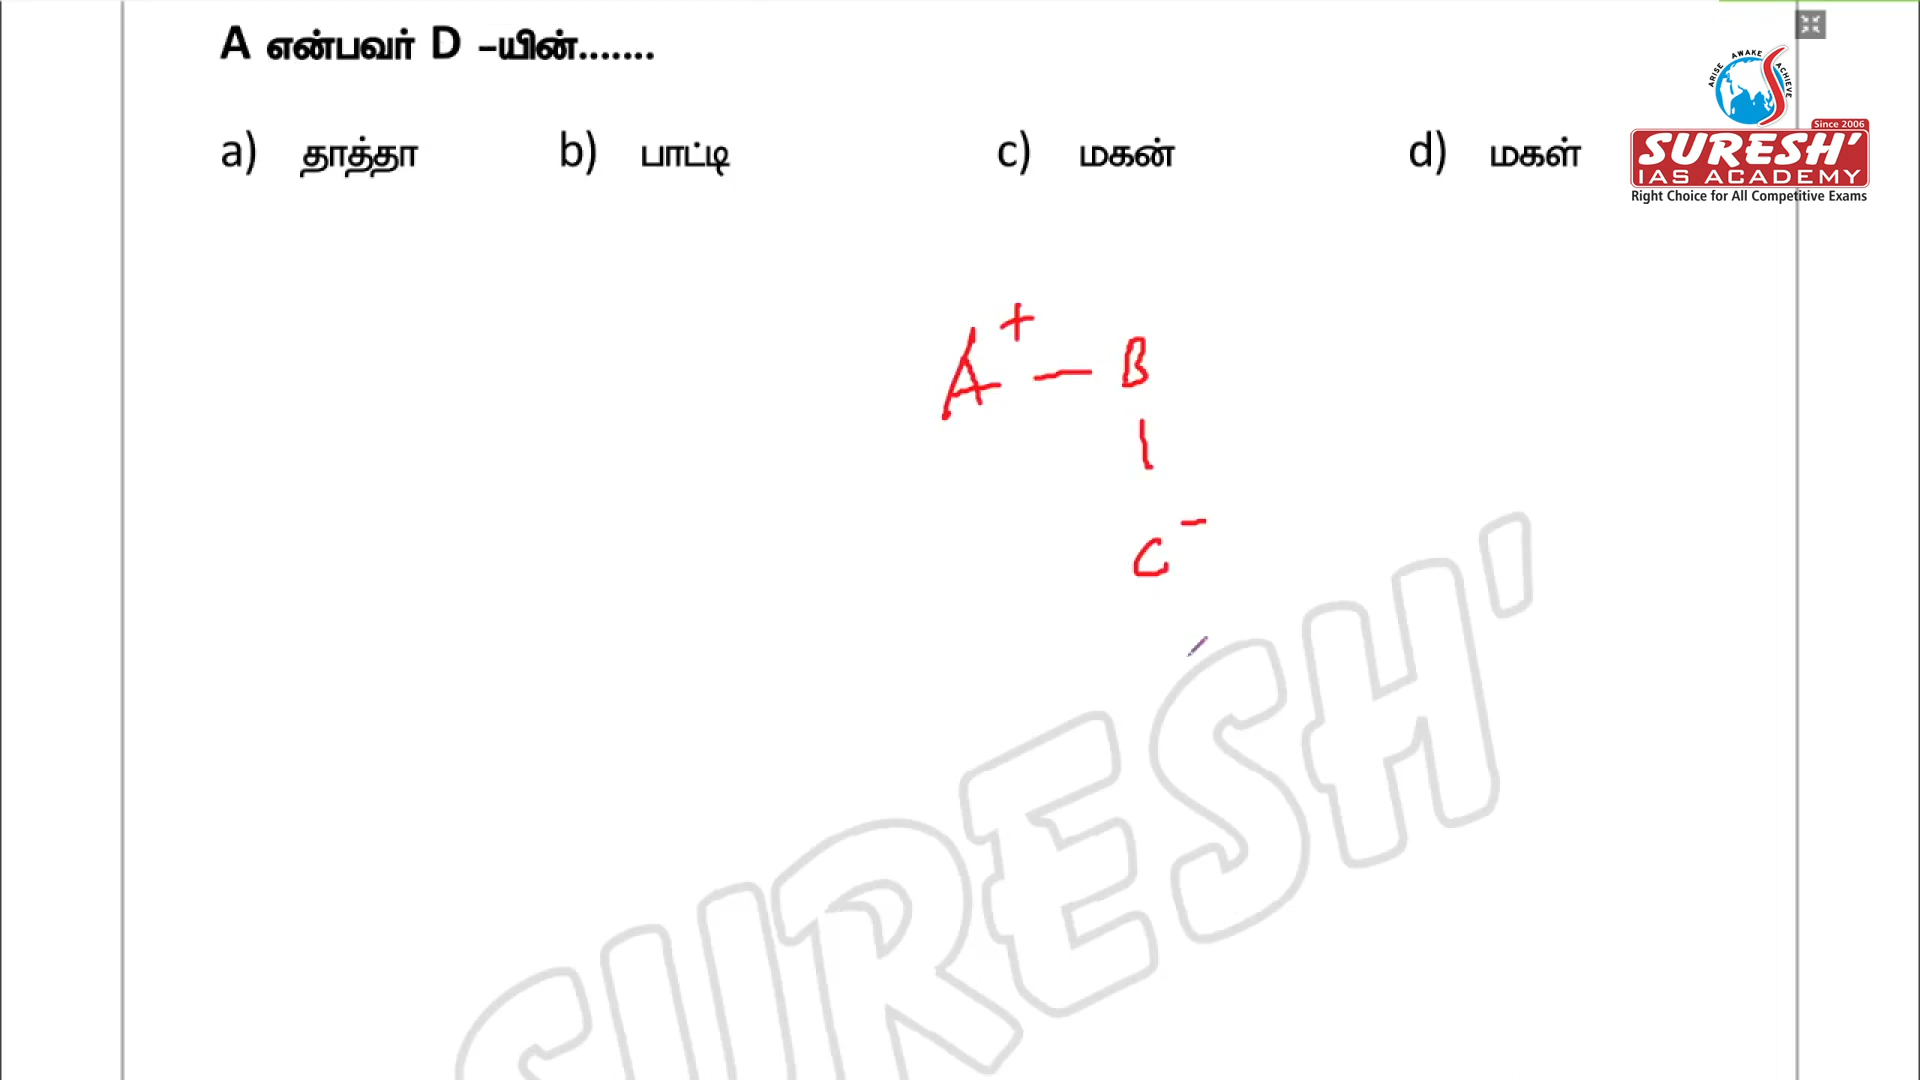 A என்பவர் D –யின்.......
a) தாத்தா b) பாட்டி c) மகன் d) மகள்
ARISE AWAKE ACHIEVE
Since 2006
SURESH'
IAS ACADEMY
Right Choice for All Competitive Exams
A + – B
C –
SURESH'